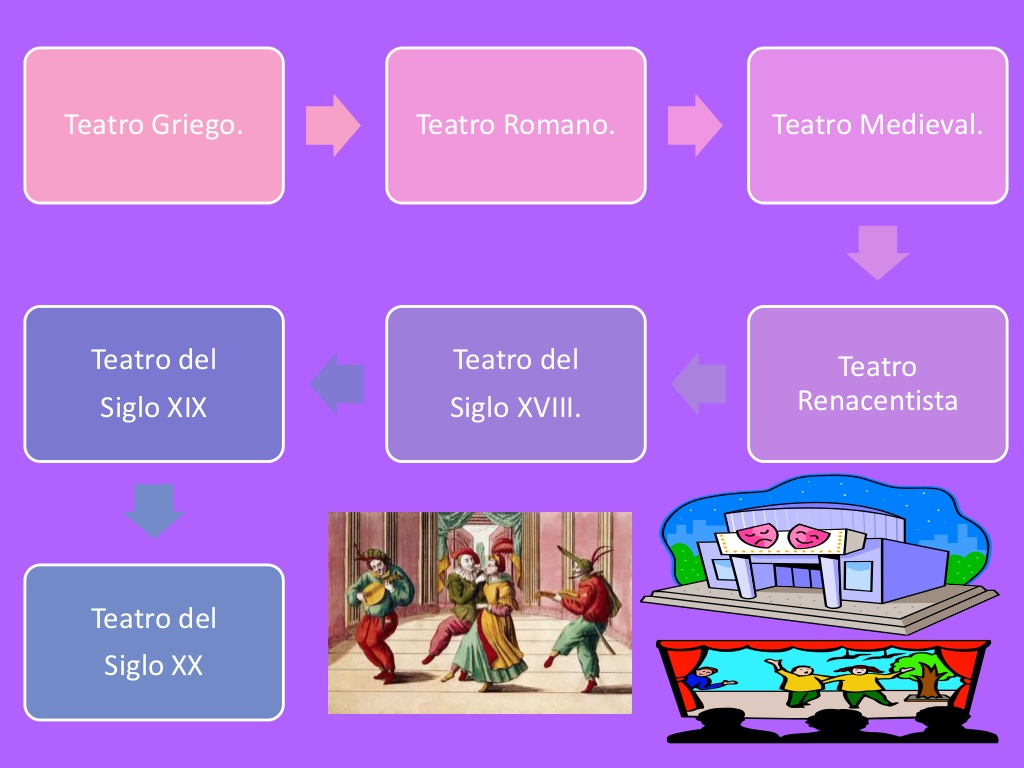 Teatro Griego.
Teatro Romano.
Teatro Medieval.
Teatro
Renacentista
Teatro del
Siglo XVIII.
Teatro del
Siglo XIX
Teatro del
Siglo XX